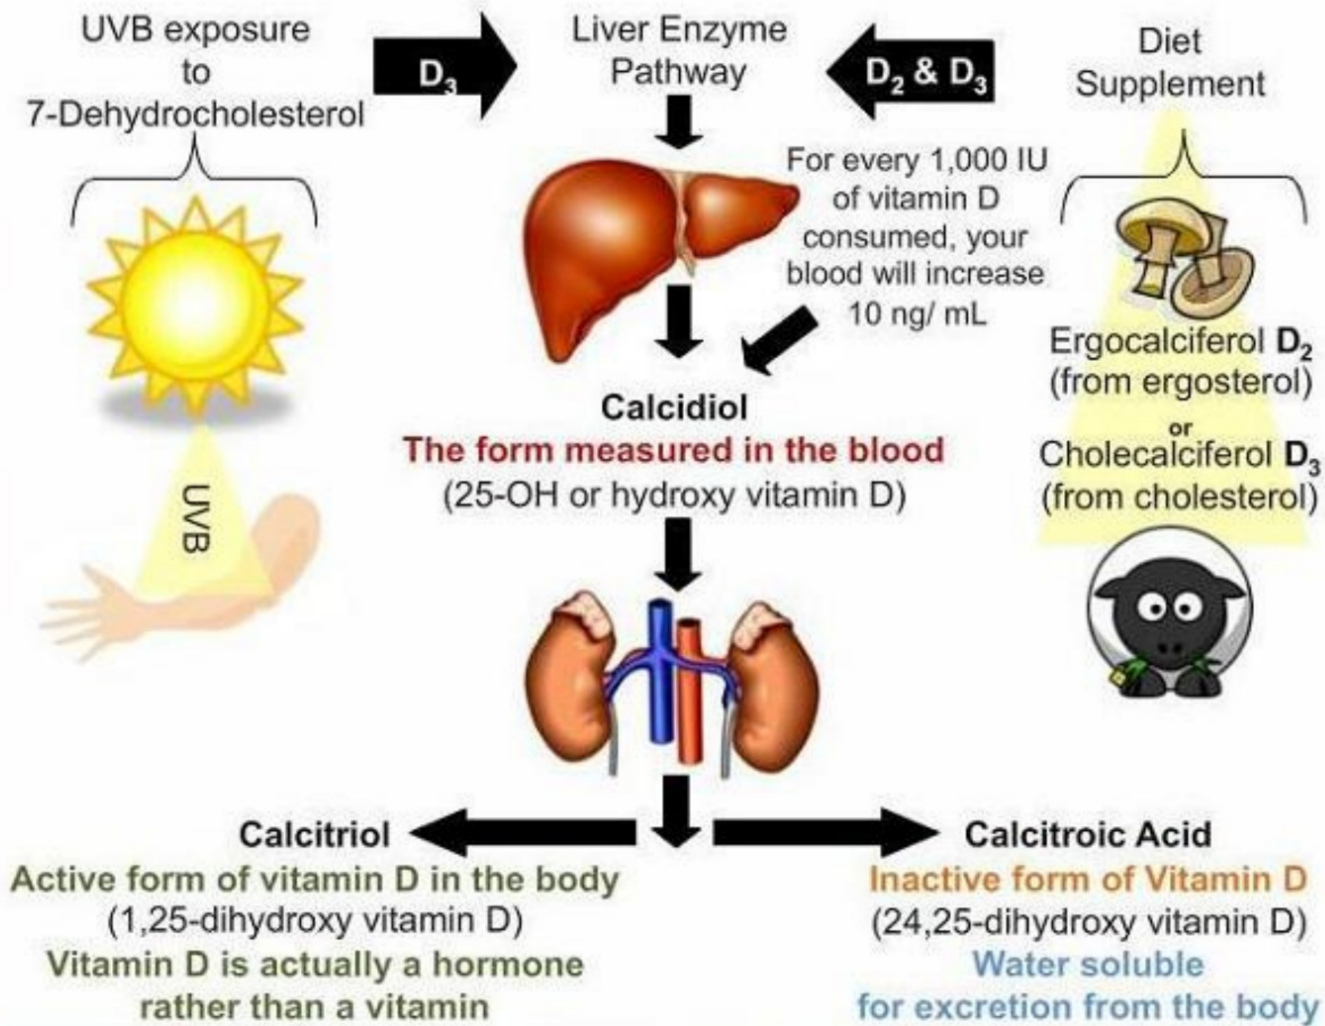 UVB exposure
to
7-Dehydrocholesterol
D₃
Liver Enzyme
Pathway
D₂ & D₃
Diet
Supplement
For every 1,000 IU
of vitamin D
consumed, your
blood will increase
10 ng/ mL
UVB
Ergocalciferol D₂
(from ergosterol)
or
Cholecalciferol D₃
(from cholesterol)
Calcidiol
The form measured in the blood
(25-OH or hydroxy vitamin D)
Calcitriol
Active form of vitamin D in the body
(1,25-dihydroxy vitamin D)
Vitamin D is actually a hormone
rather than a vitamin
Calcitroic Acid
Inactive form of Vitamin D
(24,25-dihydroxy vitamin D)
Water soluble
for excretion from the body